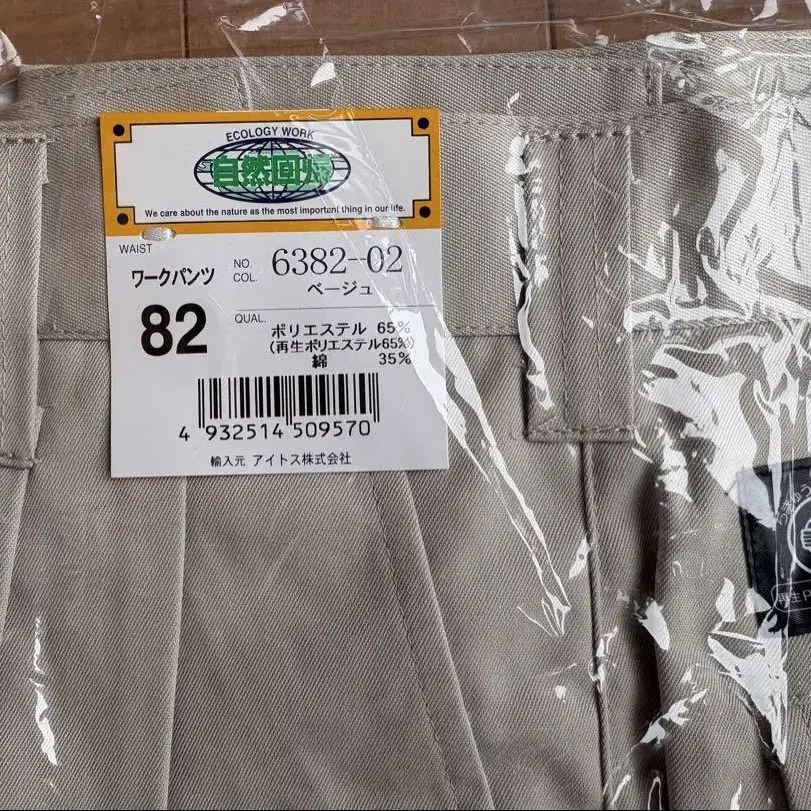 ECOLOGY WORK
自然回帰
We care about the nature as the most important thing in our life.
WAIST
ワークパンツ
82
NO 6382-02
COL. ベージュ
QUAL. ポリエステル 65%
(再生ポリエステル65%)
綿 35%
4 932514 509570
輸入元 アイトス株式会社
再生P